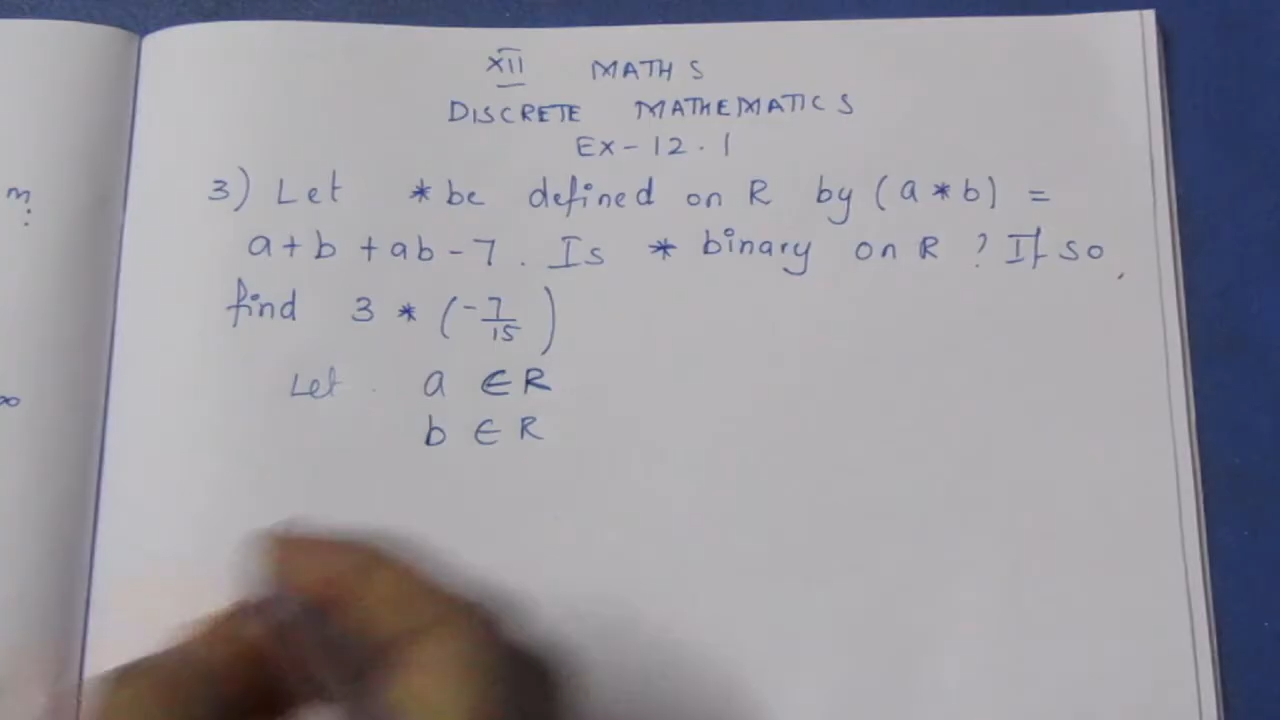 XII MATHS
DISCRETE MATHEMATICS
Ex-12.1
3) Let * be defined on R by (a * b) =
a+b+ab-7. Is * binary on R? If so,
find 3 * (-7/15)
Let a ∈ R
b ∈ R
m
:
∞